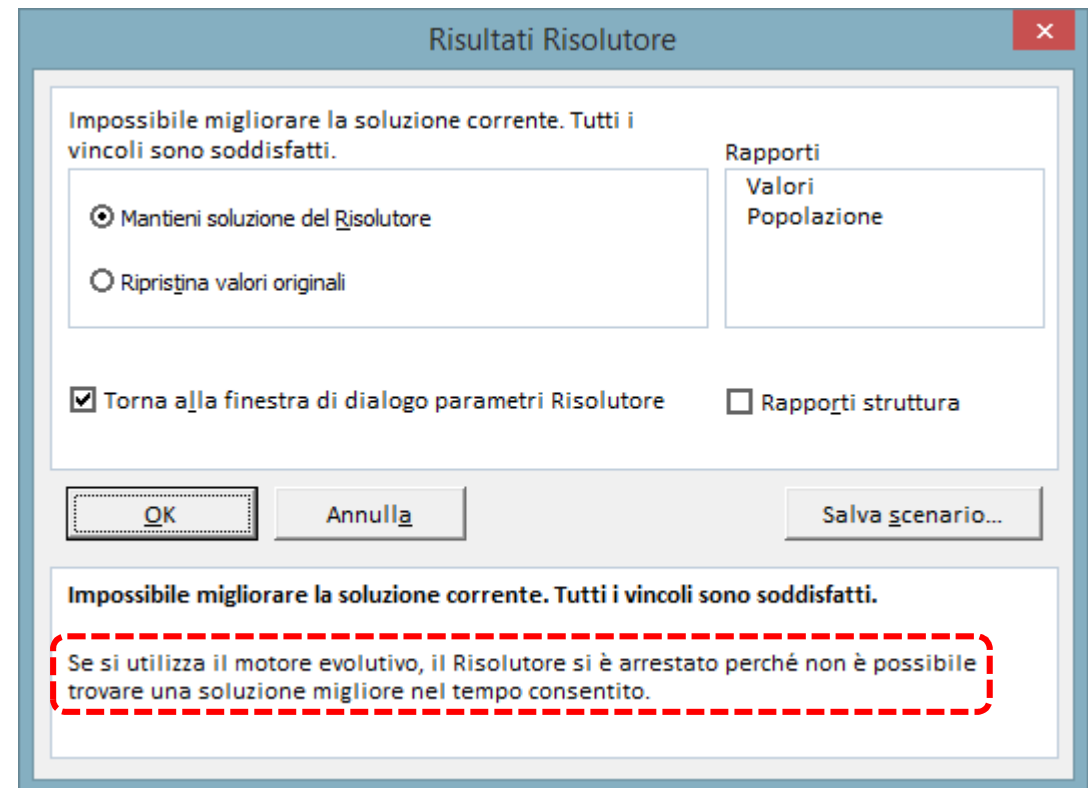 Risultati Risolutore
Impossibile migliorare la soluzione corrente. Tutti i
vincoli sono soddisfatti.
Rapporti
Valori
Popolazione
Mantieni soluzione del Risolutore
Ripristina valori originali
Torna alla finestra di dialogo parametri Risolutore
Rapporti struttura
OK
Annulla
Salva scenario...
Impossibile migliorare la soluzione corrente. Tutti i vincoli sono soddisfatti.
Se si utilizza il motore evolutivo, il Risolutore si è arrestato perché non è possibile
trovare una soluzione migliore nel tempo consentito.